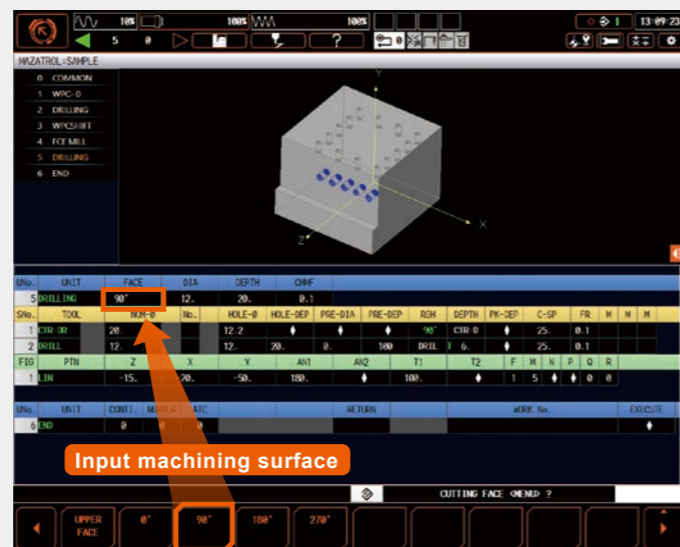 10% 100% 100% 13:09:23
5 0 ? 0
MAZATROL:SAMPLE
0 COMMON
1 WPC- 0
2 DRILLING
3 WPCSHIFT
4 FCE MILL
5 DRILLING
6 END
Y
X
Z
UNo. UNIT FACE DIA DEPTH CHMF
5 DRILLING 90° 12. 20. 0.1
SNo. TOOL NOM-Ø No. HOLE-Ø HOLE-DEP PRE-DIA PRE-DEP RGH DEPTH PK-DEP C-SP FR M M M
1 CTR-DR 20. 12.2 ♦ ♦ ♦ 90° CTR-D ♦ 25. 0.1
2 DRILL 12. 12. 20. 0. 100 DRIL T 6. ♦ 25. 0.1
FIG PTN Z X Y AN1 AN2 T1 T2 F M N P Q R
1 LIN -15. 20. -50. 180. ♦ 100. ♦ 1 5 ♦ ♦ 0 0
UNo. UNIT CONTI. NUMBER ATC RETURN WORK No. EXECUTE
6 END 0 0 0 ♦
Input machining surface
CUTTING FACE <MENU> ?
UPPER FACE 0° 90° 180° 270°